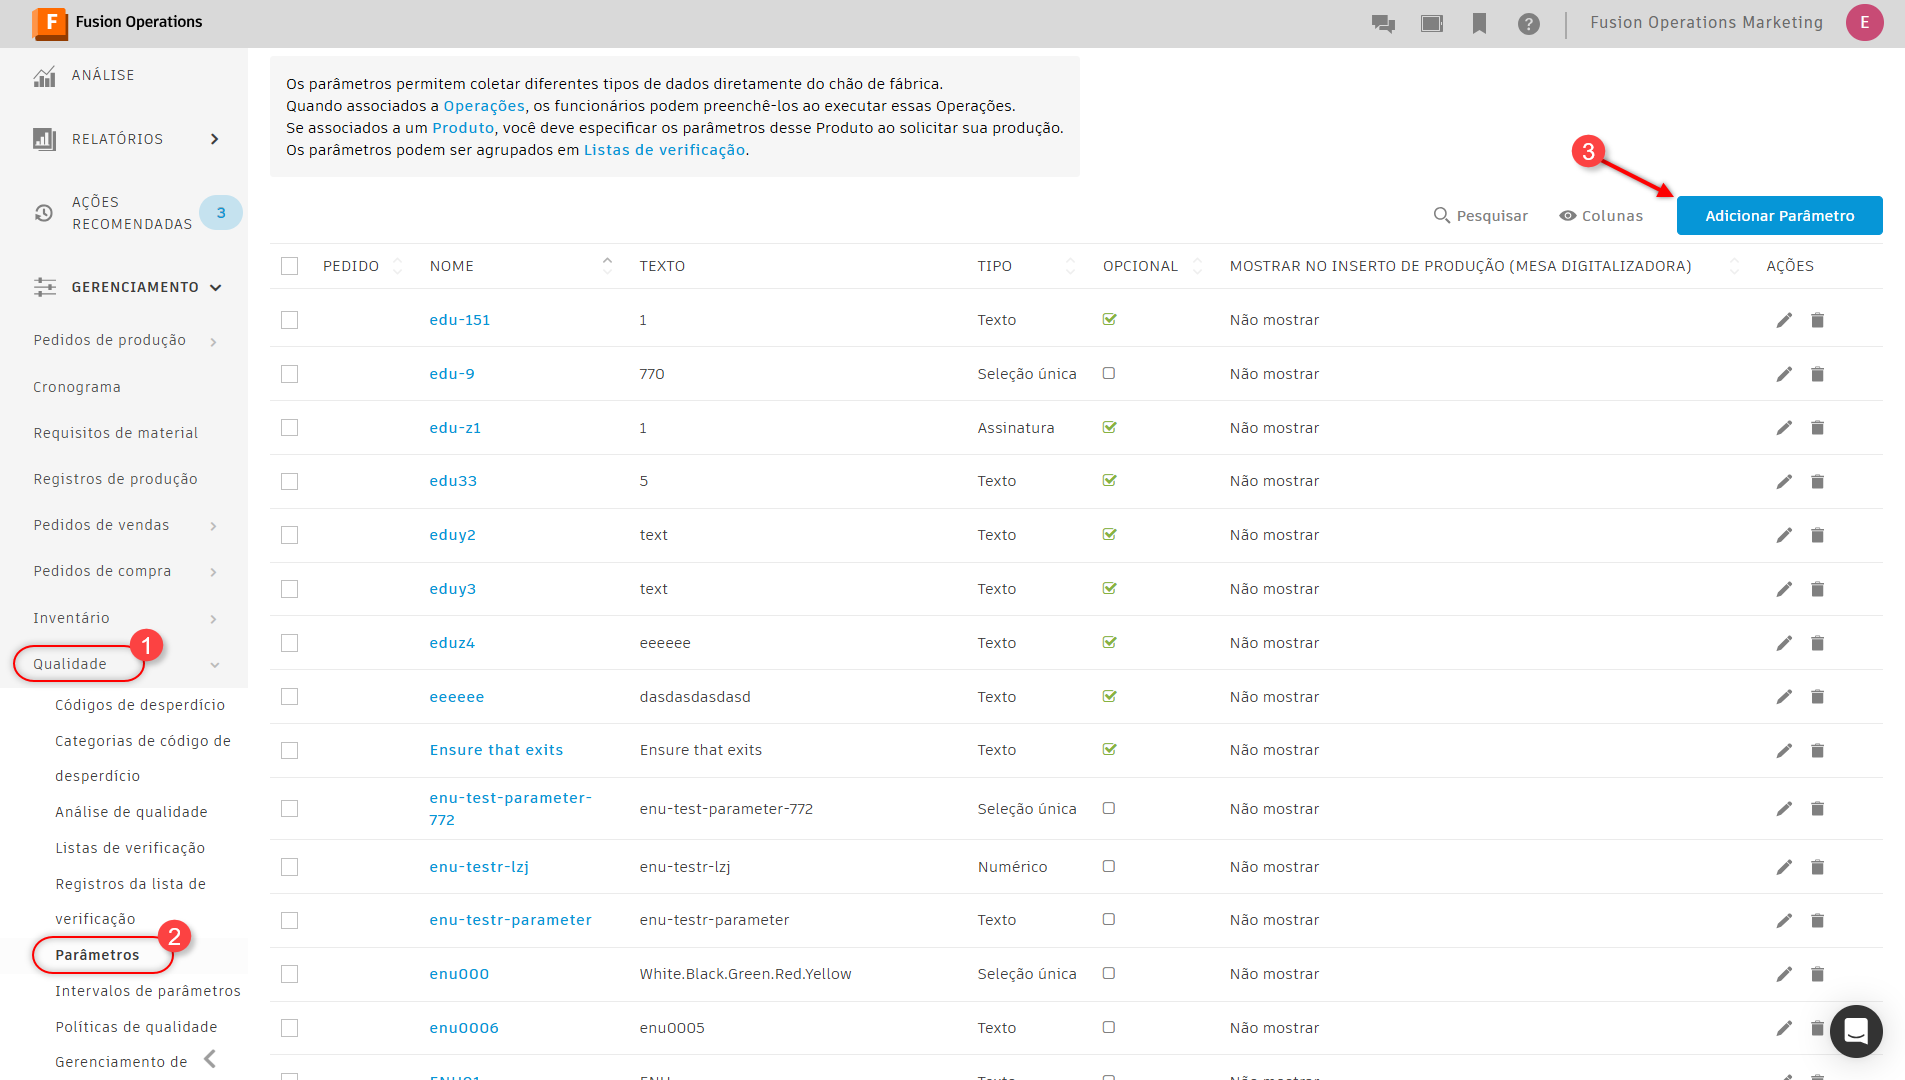 F Fusion Operations
Fusion Operations Marketing
E
ANÁLISE
RELATÓRIOS
AÇÕES
RECOMENDADAS
3
GERENCIAMENTO
Pedidos de produção
Cronograma
Requisitos de material
Registros de produção
Pedidos de vendas
Pedidos de compra
Inventário
1
Qualidade
Códigos de desperdício
Categorias de código de
desperdício
Análise de qualidade
Listas de verificação
Registros da lista de
verificação
2
Parâmetros
Intervalos de parâmetros
Políticas de qualidade
Gerenciamento de
Os parâmetros permitem coletar diferentes tipos de dados diretamente do chão de fábrica.
Quando associados a Operações, os funcionários podem preenchê-los ao executar essas Operações.
Se associados a um Produto, você deve especificar os parâmetros desse Produto ao solicitar sua produção.
Os parâmetros podem ser agrupados em Listas de verificação.
3
Pesquisar Colunas Adicionar Parâmetro
PEDIDO NOME TEXTO TIPO OPCIONAL MOSTRAR NO INSERTO DE PRODUÇÃO (MESA DIGITALIZADORA) AÇÕES
edu-151 1 Texto Não mostrar
edu-9 770 Seleção única Não mostrar
edu-z1 1 Assinatura Não mostrar
edu33 5 Texto Não mostrar
eduy2 text Texto Não mostrar
eduy3 text Texto Não mostrar
eduz4 eeeeee Texto Não mostrar
eeeeee dasdasdasdasd Texto Não mostrar
Ensure that exits Ensure that exits Texto Não mostrar
enu-test-parameter-
772 enu-test-parameter-772 Seleção única Não mostrar
enu-testr-lzj enu-testr-lzj Numérico Não mostrar
enu-testr-parameter enu-testr-parameter Texto Não mostrar
enu000 White.Black.Green.Red.Yellow Seleção única Não mostrar
enu0006 enu0005 Texto Não mostrar